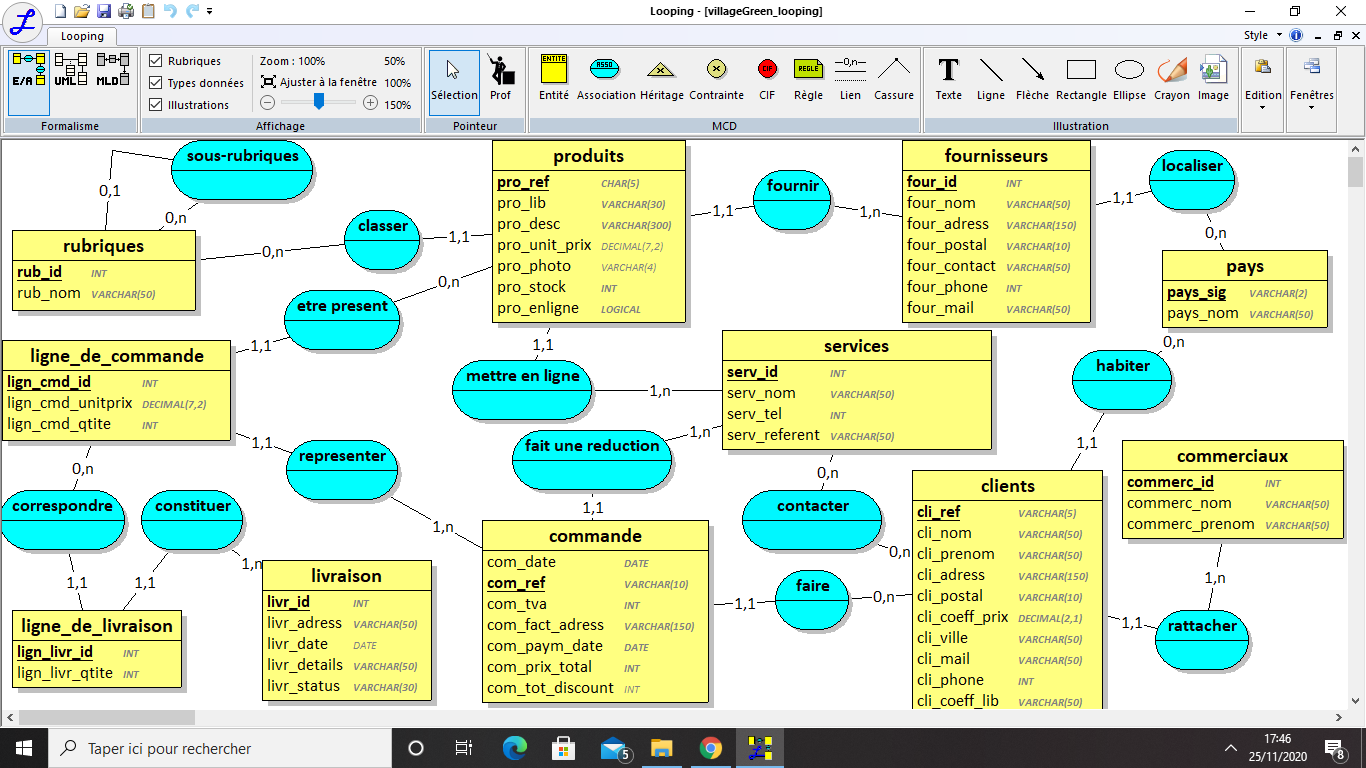 Looping - [villageGreen_looping]
Looping
Style
E/R
UML
MLD
Formalisme
Rubriques
Types données
Illustrations
Zoom : 100%
50%
Ajuster à la fenêtre
100%
150%
Affichage
Sélection
Prof
Pointeur
ENTITÉ
Entité
ASSO
Association
Héritage
Contrainte
CIF
CIF
RÈGLE
Règle
—0,n—
Lien
Cassure
MCD
Texte
Ligne
Flèche
Rectangle
Ellipse
Crayon
Image
Illustration
Edition
Fenêtres
sous-rubriques
0,1
0,n
rubriques
rub_id INT
rub_nom VARCHAR(50)
0,n
classer
1,1
produits
pro_ref CHAR(5)
pro_lib VARCHAR(30)
pro_desc VARCHAR(300)
pro_unit_prix DECIMAL(7,2)
pro_photo VARCHAR(4)
pro_stock INT
pro_enligne LOGICAL
1,1
fournir
1,n
fournisseurs
four_id INT
four_nom VARCHAR(50)
four_adress VARCHAR(150)
four_postal VARCHAR(10)
four_contact VARCHAR(50)
four_phone INT
four_mail VARCHAR(50)
1,1
localiser
0,n
pays
pays_sig VARCHAR(2)
pays_nom VARCHAR(50)
0,n
habiter
1,1
0,n
etre present
1,1
ligne_de_commande
lign_cmd_id INT
lign_cmd_unitprix DECIMAL(7,2)
lign_cmd_qtite INT
1,1
mettre en ligne
1,n
services
serv_id INT
serv_nom VARCHAR(50)
serv_tel INT
serv_referent VARCHAR(50)
1,n
fait une reduction
1,1
1,1
representer
1,n
0,n
correspondre
1,1
constituer
1,1
1,n
ligne_de_livraison
lign_livr_id INT
lign_livr_qtite INT
livraison
livr_id INT
livr_adress VARCHAR(50)
livr_date DATE
livr_details VARCHAR(50)
livr_status VARCHAR(30)
commande
com_date DATE
com_ref VARCHAR(10)
com_tva INT
com_fact_adress VARCHAR(150)
com_paym_date DATE
com_prix_total INT
com_tot_discount INT
0,n
contacter
0,n
1,1
faire
0,n
clients
cli_ref VARCHAR(5)
cli_nom VARCHAR(50)
cli_prenom VARCHAR(50)
cli_adress VARCHAR(150)
cli_postal VARCHAR(10)
cli_coeff_prix DECIMAL(2,1)
cli_ville VARCHAR(50)
cli_mail VARCHAR(50)
cli_phone INT
cli_coeff_lib VARCHAR(50)
commerciaux
commerc_id INT
commerc_nom VARCHAR(50)
commerc_prenom VARCHAR(50)
1,n
1,1
rattacher
Taper ici pour rechercher
5
17:46
25/11/2020
8